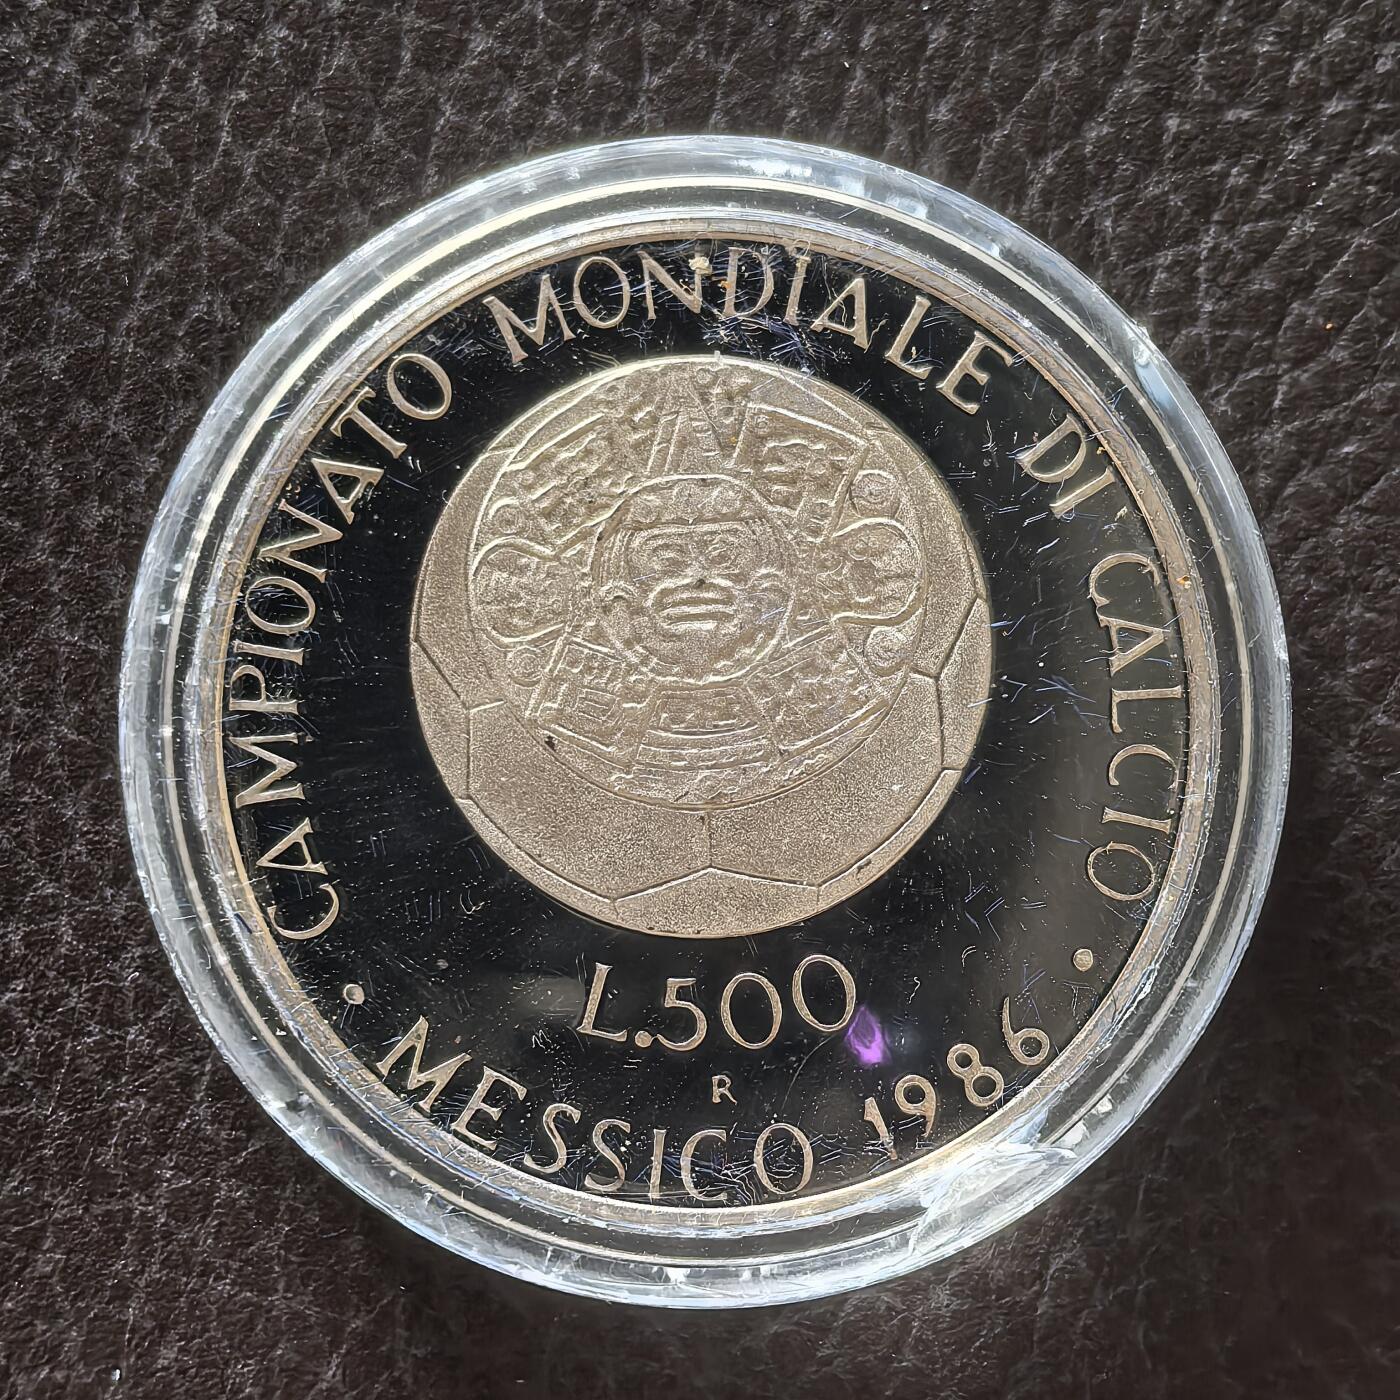 CAMPIONATO MONDIALE DI CALCIO
L.500
R
• MESSICO 1986 •